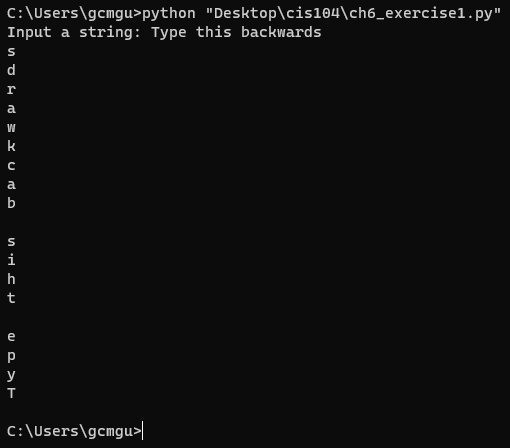 C:\Users\gcmgu>python "Desktop\cis104\ch6_exercise1.py"
Input a string: Type this backwards
s
d
r
a
w
k
c
a
b

s
i
h
t

e
p
y
T

C:\Users\gcmgu>